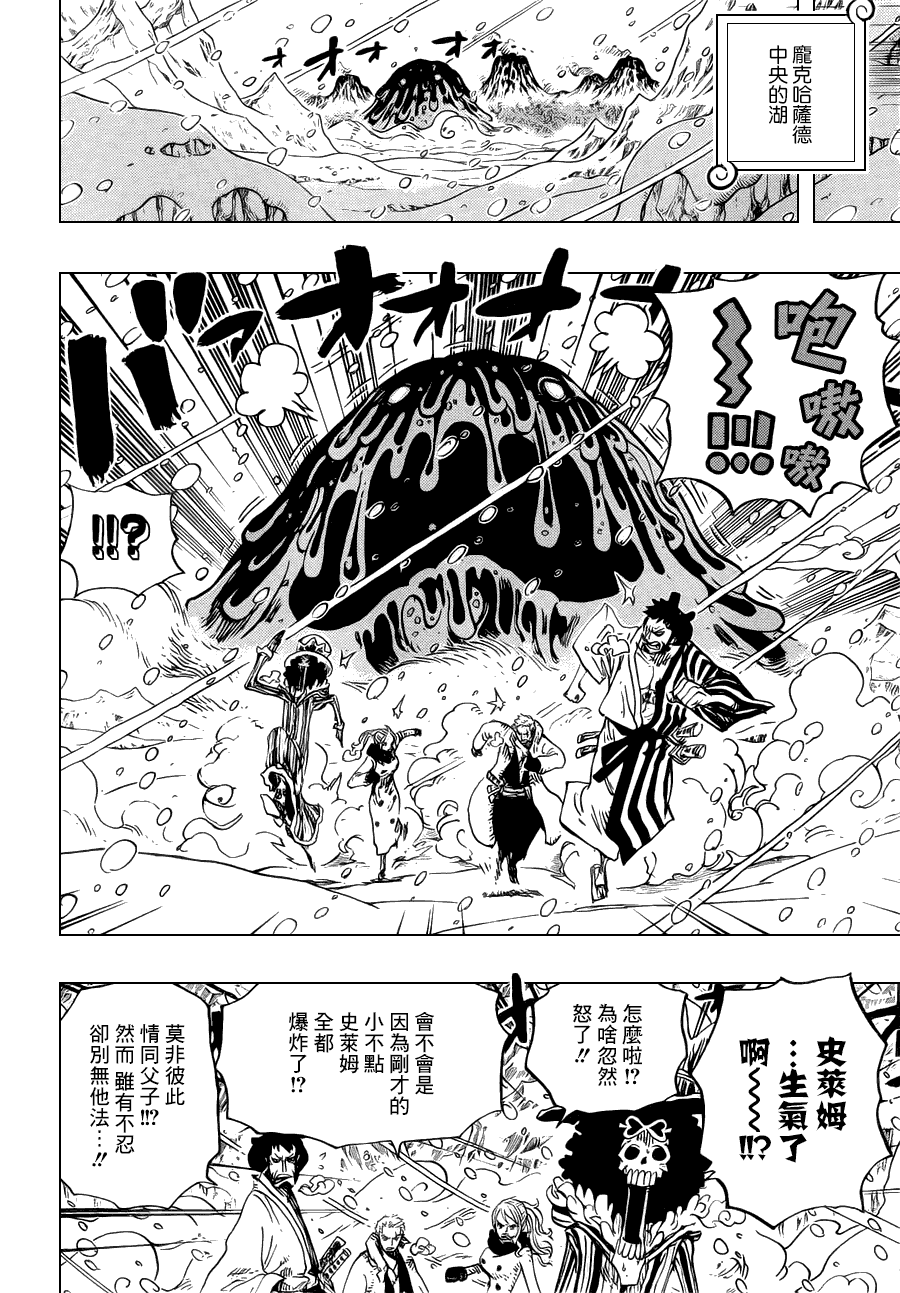 龐克哈薩德
中央的湖
オオオ
咆
嗷
嗷
～～!!!
オオオオ
!!?
史萊姆
…生氣了
啊～～!!?
怎麼啦!?
為啥忽然
怒了!!
會不會是
因為剛才的
小不點
史萊姆
全都
爆炸了!?
莫非彼此
情同父子!!?
然而 雖有不忍
卻別無他法…!!